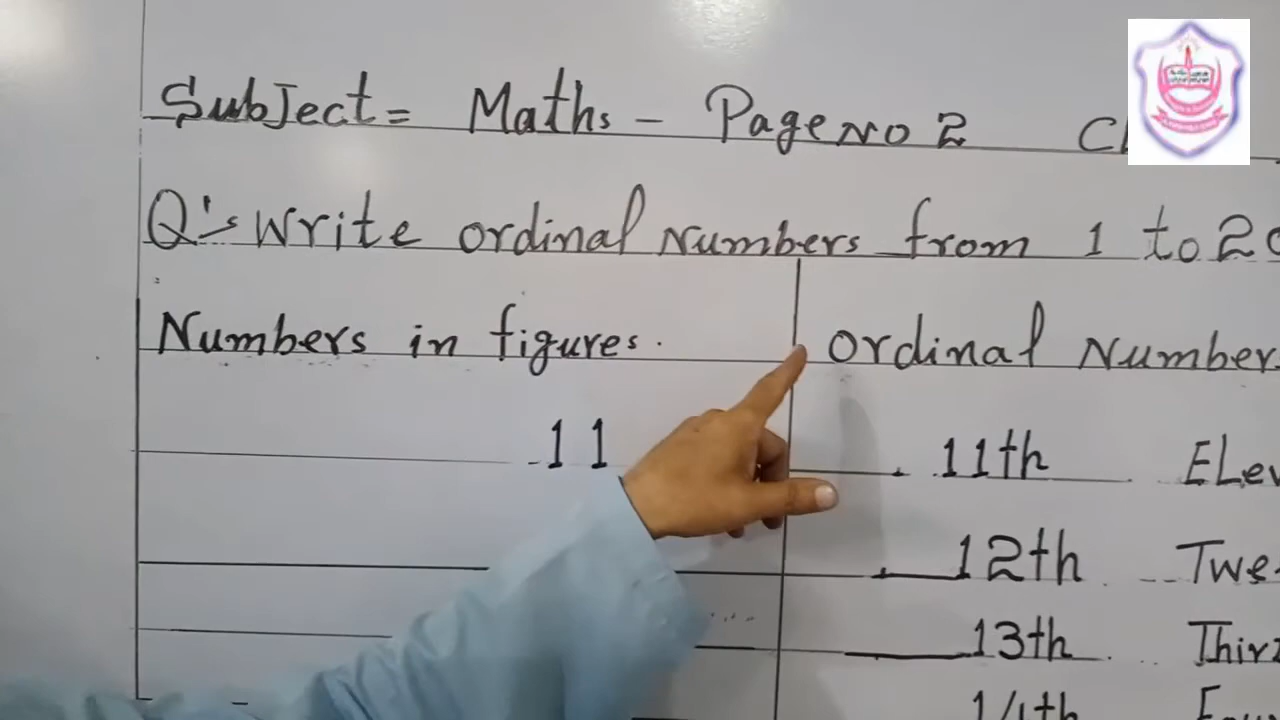 Subject = Maths - Page No 2
Q's Write ordinal Numbers from 1 to
Numbers in figures. ordinal
11 11th
12th
13th
14th